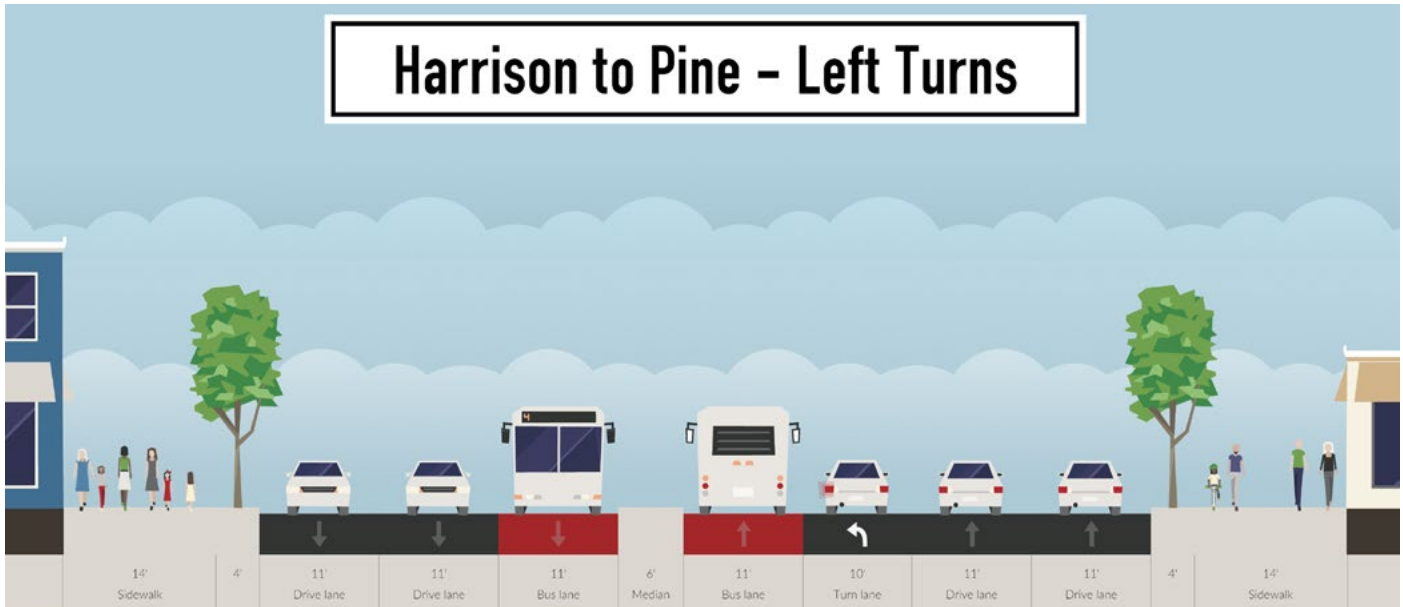 Harrison to Pine – Left Turns
4
14' 4' 11' 11' 11' 6' 11' 10' 11' 11' 4' 14'
Sidewalk Drive lane Drive lane Bus lane Median Bus lane Turn lane Drive lane Drive lane Sidewalk